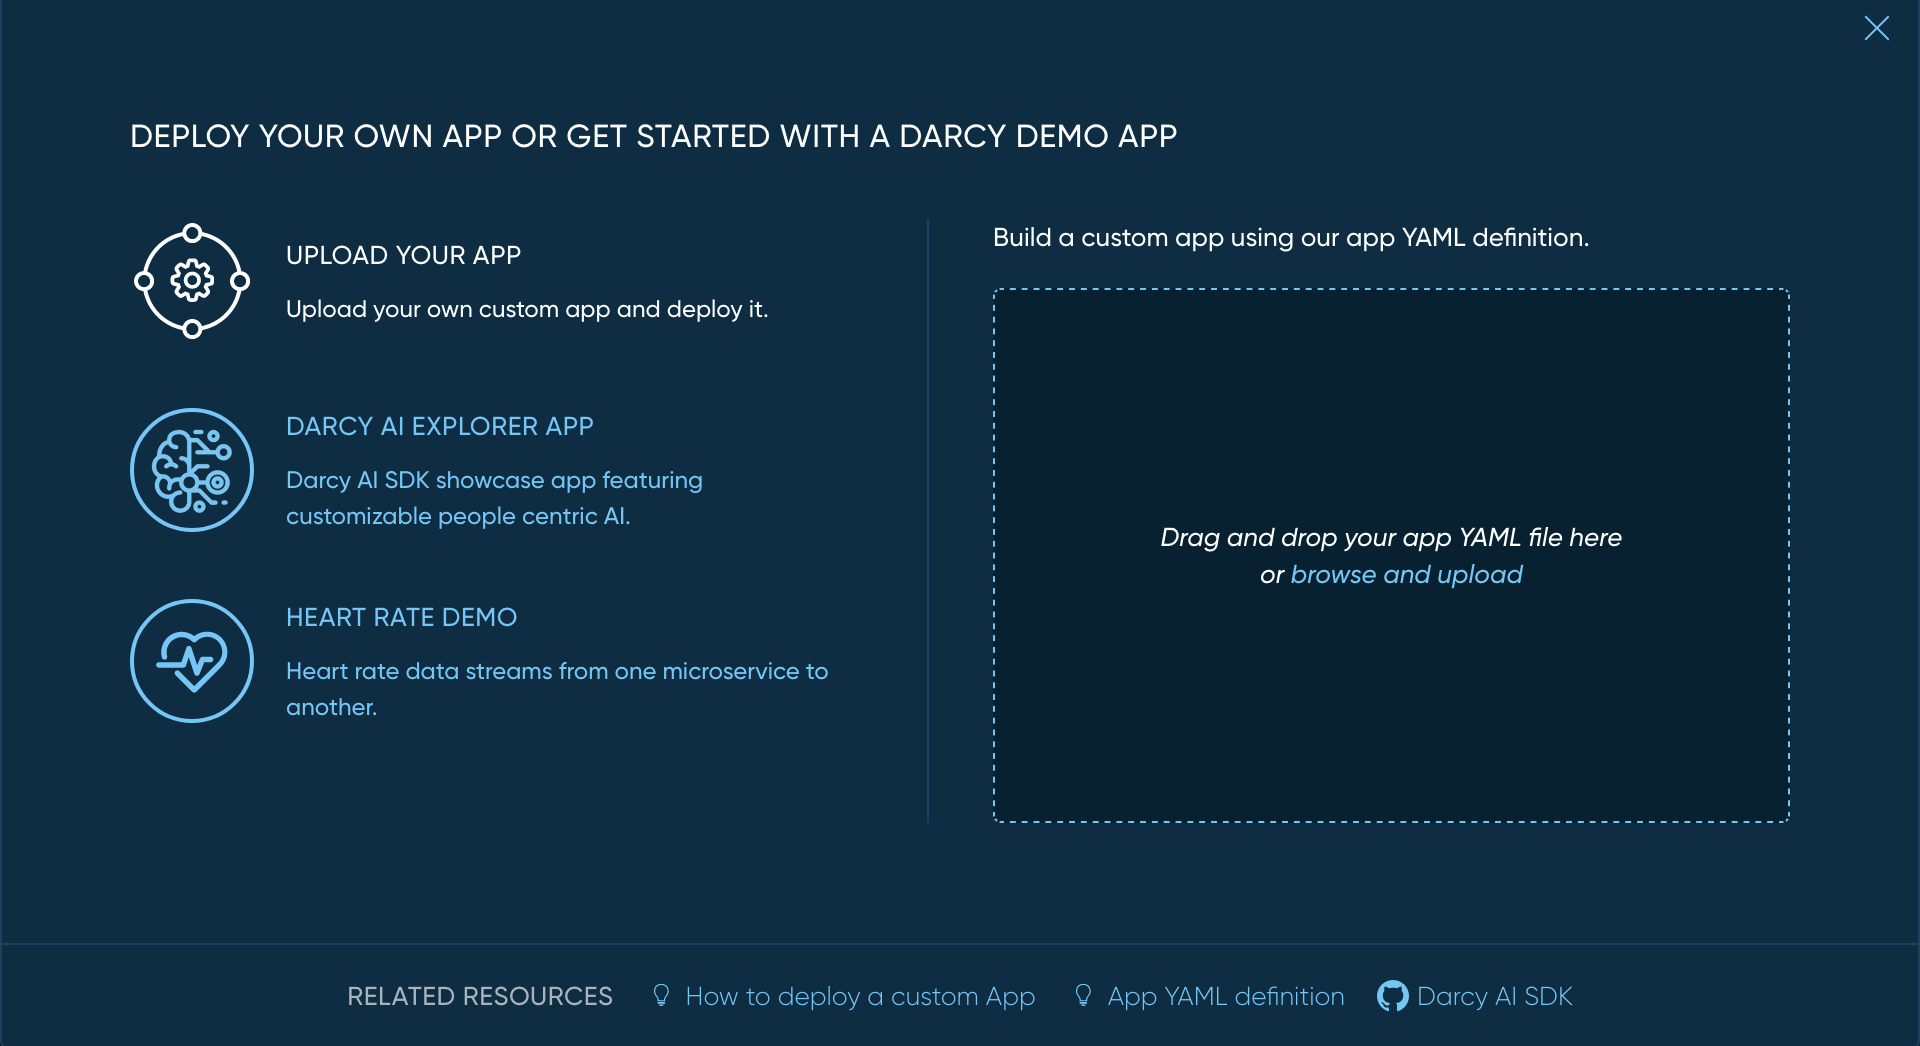 DEPLOY YOUR OWN APP OR GET STARTED WITH A DARCY DEMO APP
UPLOAD YOUR APP
Upload your own custom app and deploy it.
DARCY AI EXPLORER APP
Darcy AI SDK showcase app featuring
customizable people centric AI.
HEART RATE DEMO
Heart rate data streams from one microservice to
another.
Build a custom app using our app YAML definition.
Drag and drop your app YAML file here
or browse and upload
RELATED RESOURCES
How to deploy a custom App
App YAML definition
Darcy AI SDK